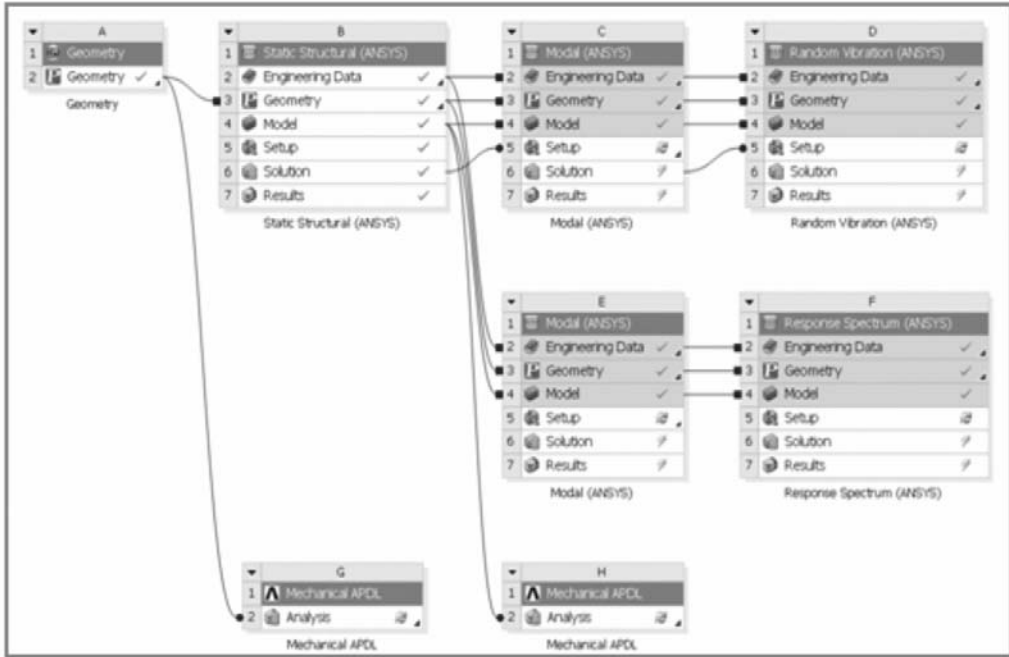 A
1 Geometry
2 Geometry
Geometry
B
1 Static Structural (ANSYS)
2 Engineering Data
3 Geometry
4 Model
5 Setup
6 Solution
7 Results
Static Structural (ANSYS)
C
1 Modal (ANSYS)
2 Engineering Data
3 Geometry
4 Model
5 Setup
6 Solution
7 Results
Modal (ANSYS)
D
1 Random Vibration (ANSYS)
2 Engineering Data
3 Geometry
4 Model
5 Setup
6 Solution
7 Results
Random Vibration (ANSYS)
E
1 Modal (ANSYS)
2 Engineering Data
3 Geometry
4 Model
5 Setup
6 Solution
7 Results
Modal (ANSYS)
F
1 Response Spectrum (ANSYS)
2 Engineering Data
3 Geometry
4 Model
5 Setup
6 Solution
7 Results
Response Spectrum (ANSYS)
G
1 Mechanical APDL
2 Analysis
Mechanical APDL
H
1 Mechanical APDL
2 Analysis
Mechanical APDL